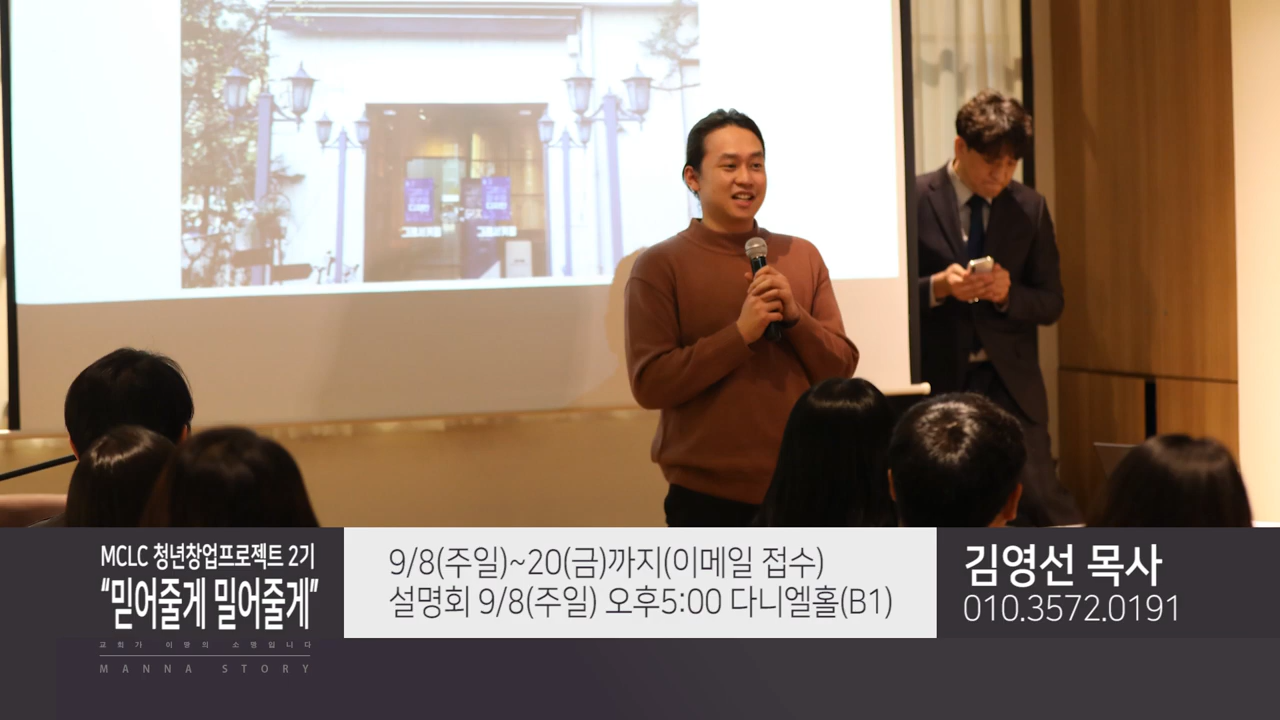 MCLC 청년창업프로젝트 2기
“믿어줄게 밀어줄게”
교회가 이땅의 소망입니다
MANNA STORY
9/8(주일)~20(금)까지(이메일 접수)
설명회 9/8(주일) 오후5:00 다니엘홀(B1)
김영선 목사
010.3572.0191